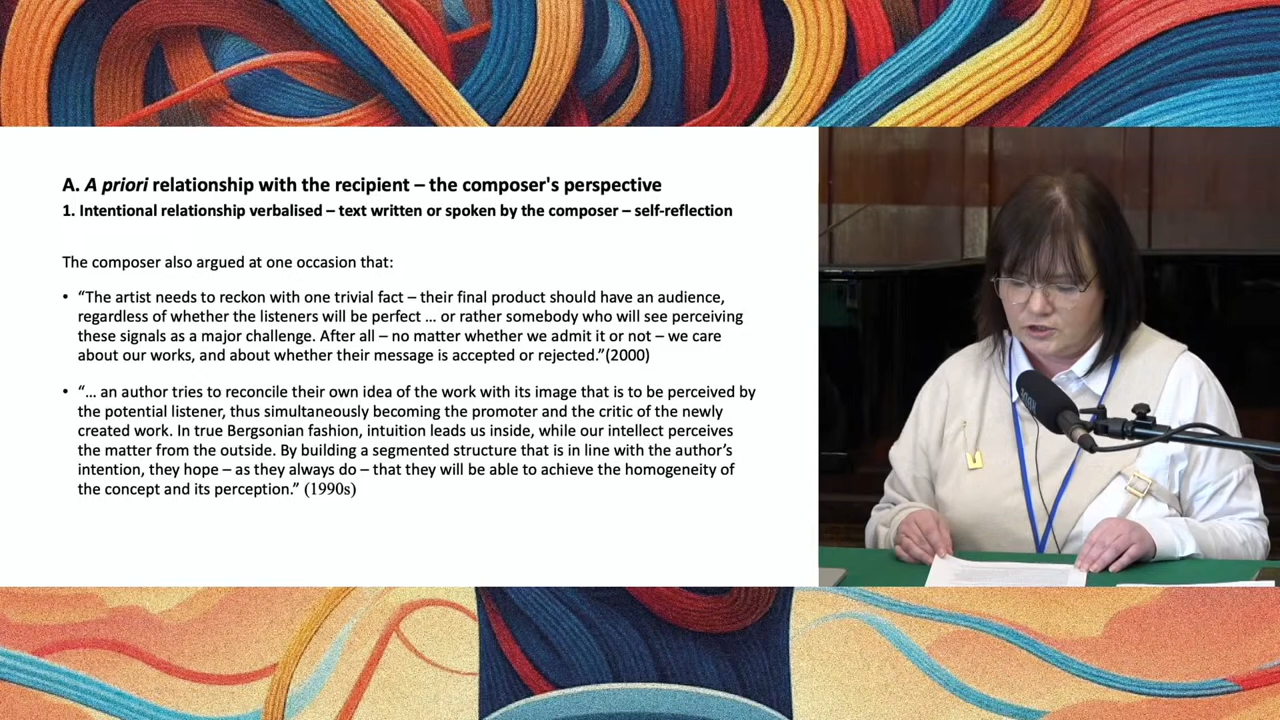 A. A priori relationship with the recipient – the composer's perspective
1. Intentional relationship verbalised – text written or spoken by the composer – self-reflection
The composer also argued at one occasion that:
• “The artist needs to reckon with one trivial fact – their final product should have an audience,
regardless of whether the listeners will be perfect ... or rather somebody who will see perceiving
these signals as a major challenge. After all – no matter whether we admit it or not – we care
about our works, and about whether their message is accepted or rejected.”(2000)
• “... an author tries to reconcile their own idea of the work with its image that is to be perceived by
the potential listener, thus simultaneously becoming the promoter and the critic of the newly
created work. In true Bergsonian fashion, intuition leads us inside, while our intellect perceives
the matter from the outside. By building a segmented structure that is in line with the author’s
intention, they hope – as they always do – that they will be able to achieve the homogeneity of
the concept and its perception.” (1990s)